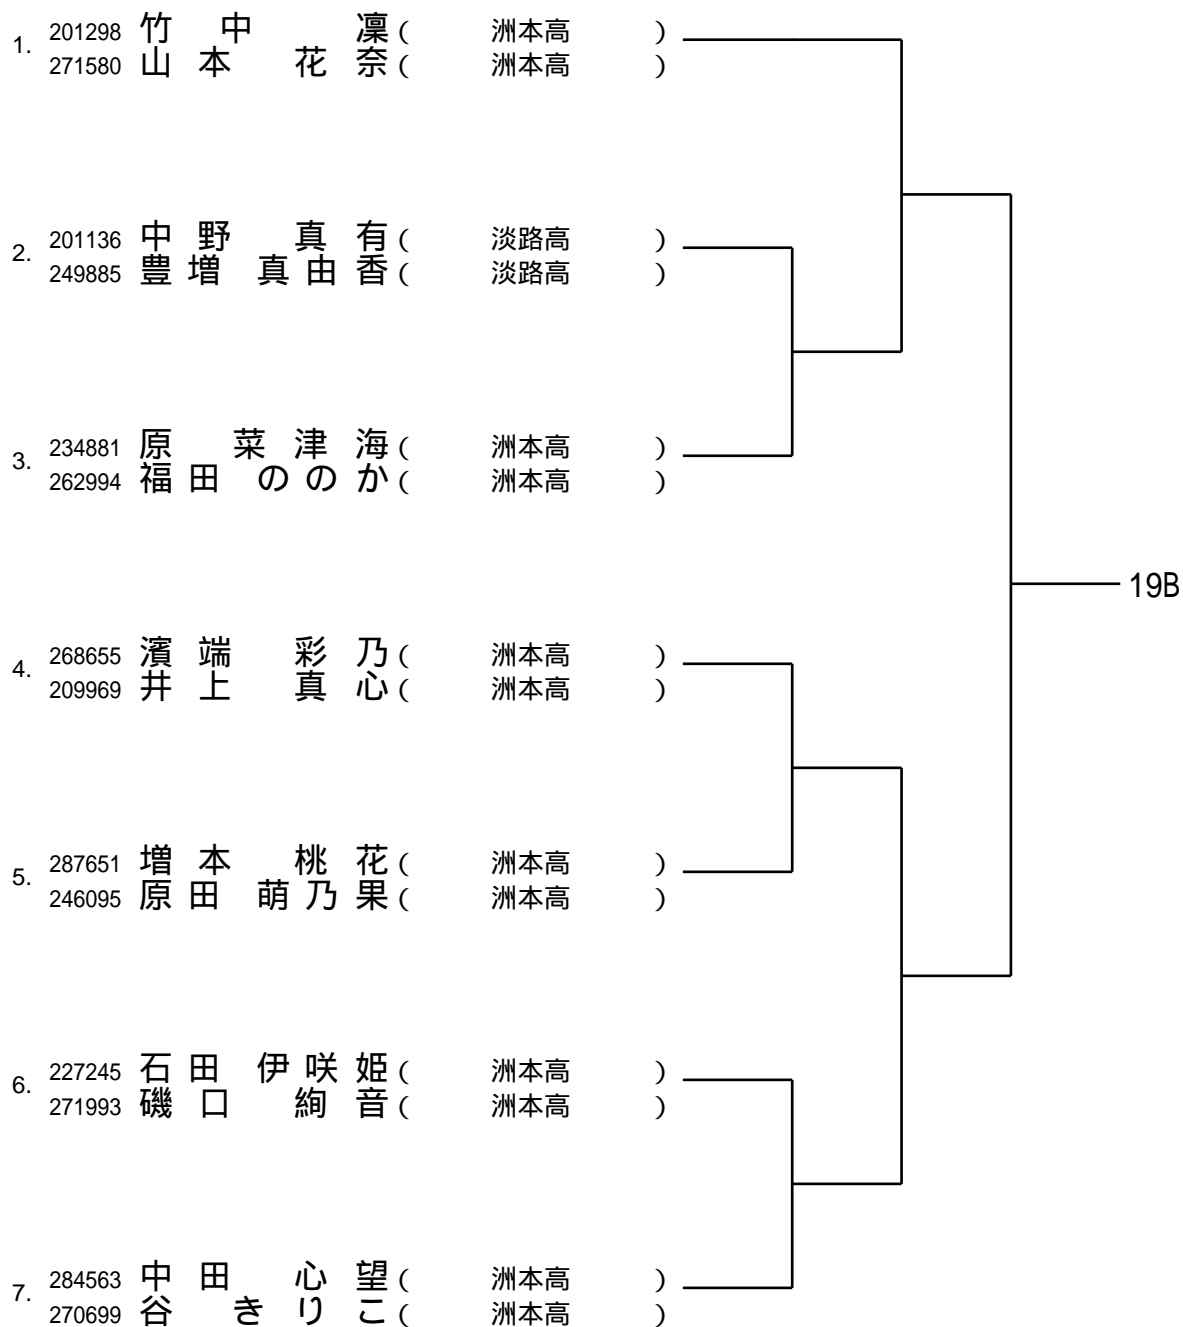 1. 201298 竹中 凜 ( 洲本高 )
271580 山本 花奈 ( 洲本高 )
2. 201136 中野 真有 ( 淡路高 )
249885 豊増 真由香 ( 淡路高 )
3. 234881 原 菜津海 ( 洲本高 )
262994 福田 ののか ( 洲本高 )
19B
4. 268655 濱端 彩乃 ( 洲本高 )
209969 井上 真心 ( 洲本高 )
5. 287651 増本 桃花 ( 洲本高 )
246095 原田 萌乃果 ( 洲本高 )
6. 227245 石田 伊咲姫 ( 洲本高 )
271993 磯口 絢音 ( 洲本高 )
7. 284563 中田 心望 ( 洲本高 )
270699 谷 きりこ ( 洲本高 )